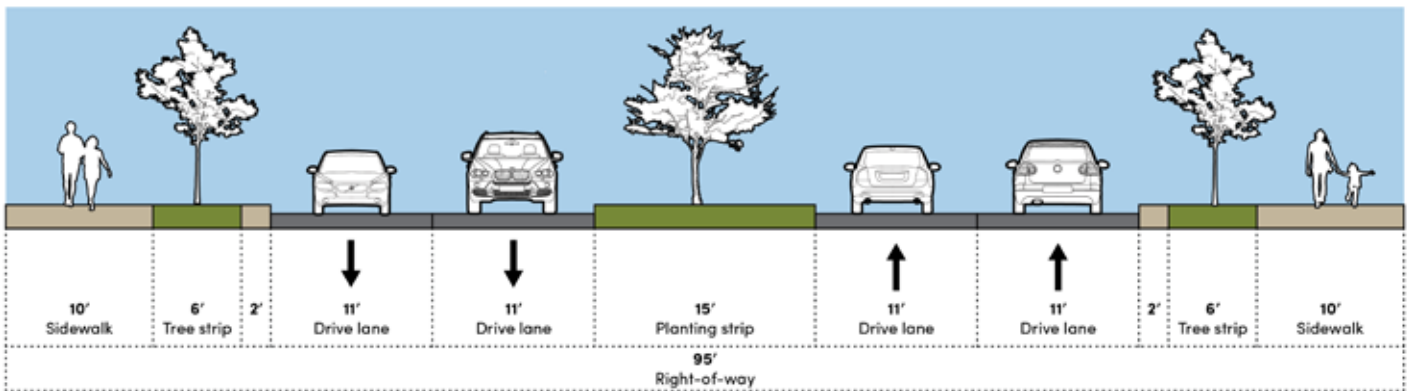 10′ 6′ 2′ 11′ 11′ 15′ 11′ 11′ 2′ 6′ 10′
Sidewalk Tree strip Drive lane Drive lane Planting strip Drive lane Drive lane Tree strip Sidewalk
95′
Right-of-way